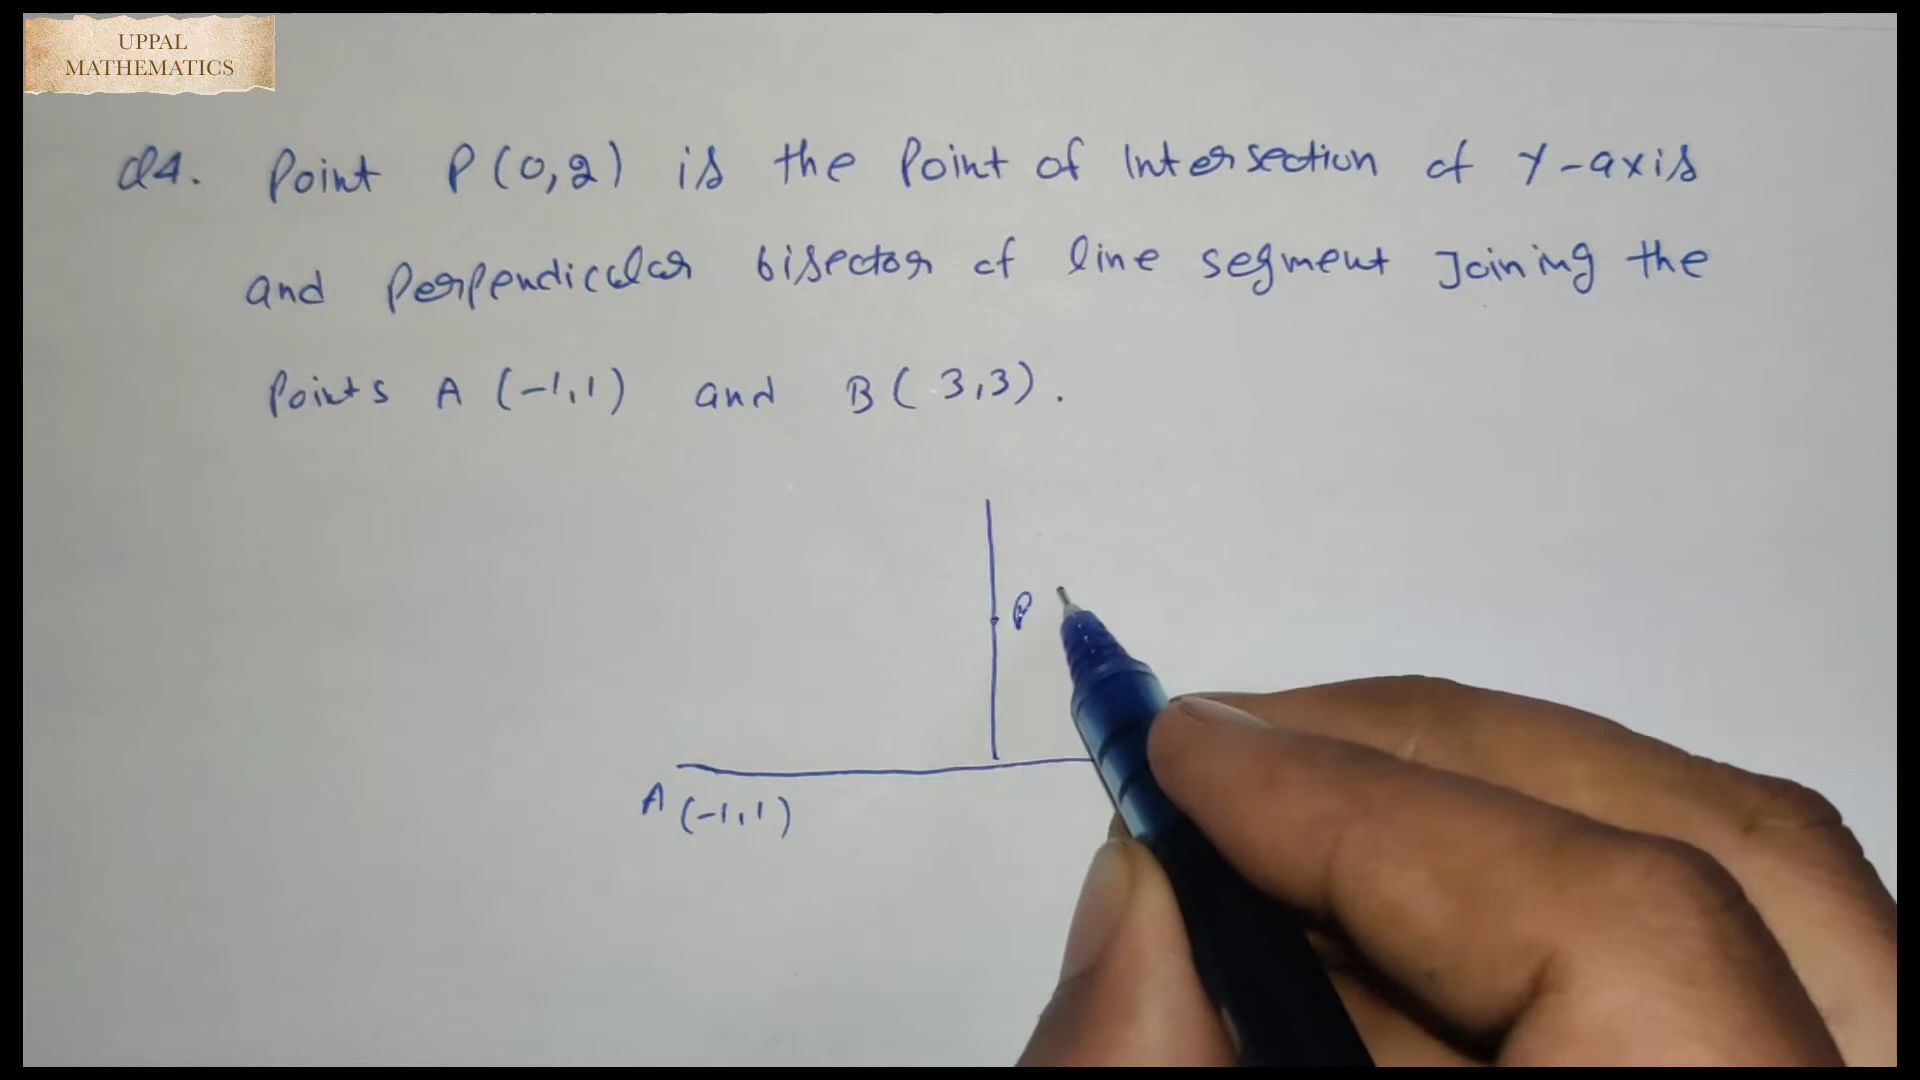 UPPAL
MATHEMATICS
Q4. Point P(0,2) is the Point of Intersection of Y-axis
and Perpendicular bisector of line segment Joining the
Points A (-1,1) and B( 3,3).
P
A (-1,1)